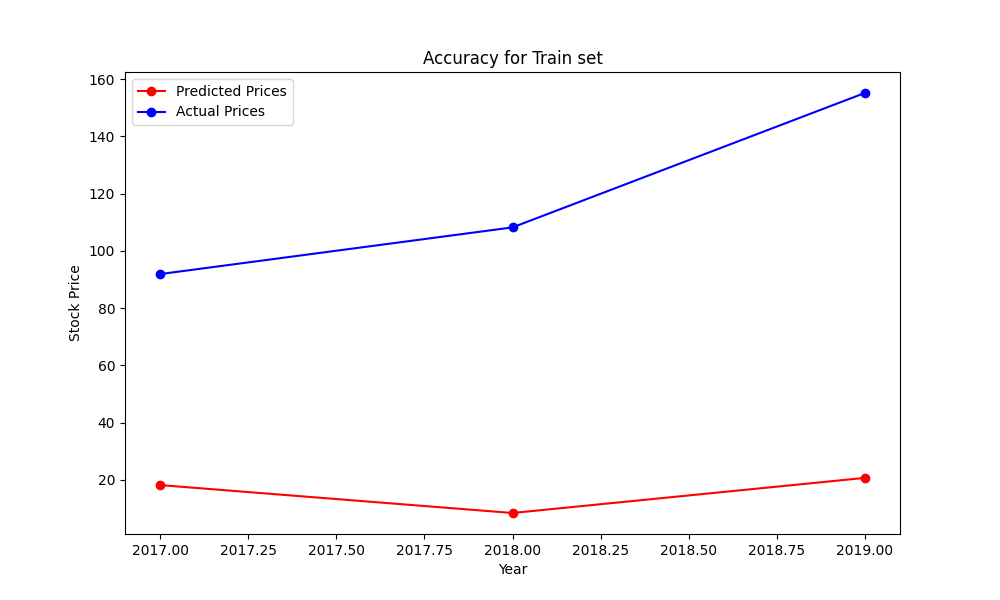 Accuracy for Train set
Predicted Prices
Actual Prices
160
140
120
100
80
60
40
20
Stock Price
2017.00 2017.25 2017.50 2017.75 2018.00 2018.25 2018.50 2018.75 2019.00
Year